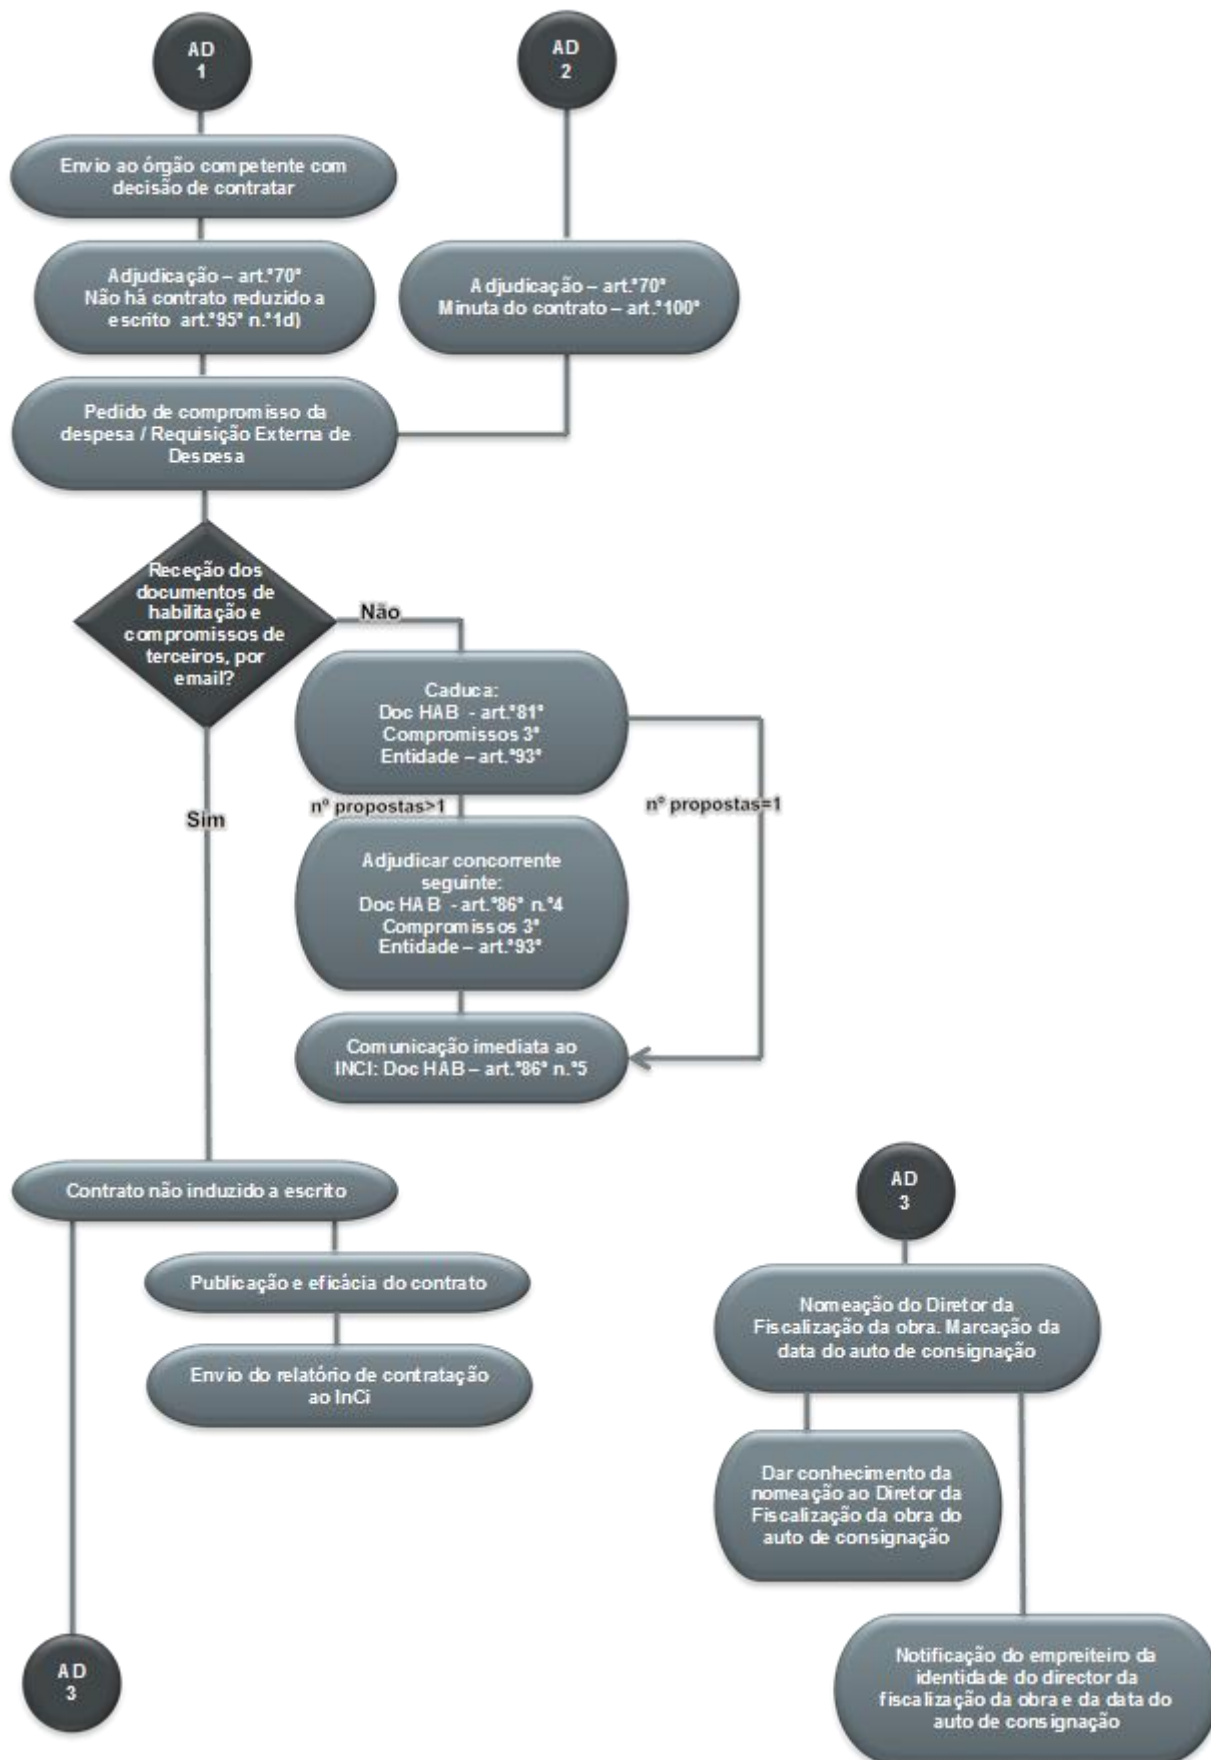 AD
1
AD
2
Envio ao órgão competente com
decisão de contratar
Adjudicação – art.º70º
Não há contrato reduzido a
escrito art.º95º n.º1d)
Adjudicação – art.º70º
Minuta do contrato – art.º100º
Pedido de compromisso da
despesa / Requisição Externa de
Despesa
Receção dos
documentos de
habilitação e
compromissos de
terceiros, por
email?
Não
Caduca:
Doc HAB - art.º81º
Compromissos 3º
Entidade – art.º93º
nº propostas>1
nº propostas=1
Sim
Adjudicar concorrente
seguinte:
Doc HAB - art.º86º n.º4
Compromissos 3º
Entidade – art.º93º
Comunicação imediata ao
INCI: Doc HAB – art.º86º n.º5
Contrato não induzido a escrito
Publicação e eficácia do contrato
Envio do relatório de contratação
ao InCi
AD
3
AD
3
Nomeação do Diretor da
Fiscalização da obra. Marcação da
data do auto de consignação
Dar conhecimento da
nomeação ao Diretor da
Fiscalização da obra do
auto de consignação
Notificação do empreiteiro da
identidade do director da
fiscalização da obra e da data do
auto de consignação